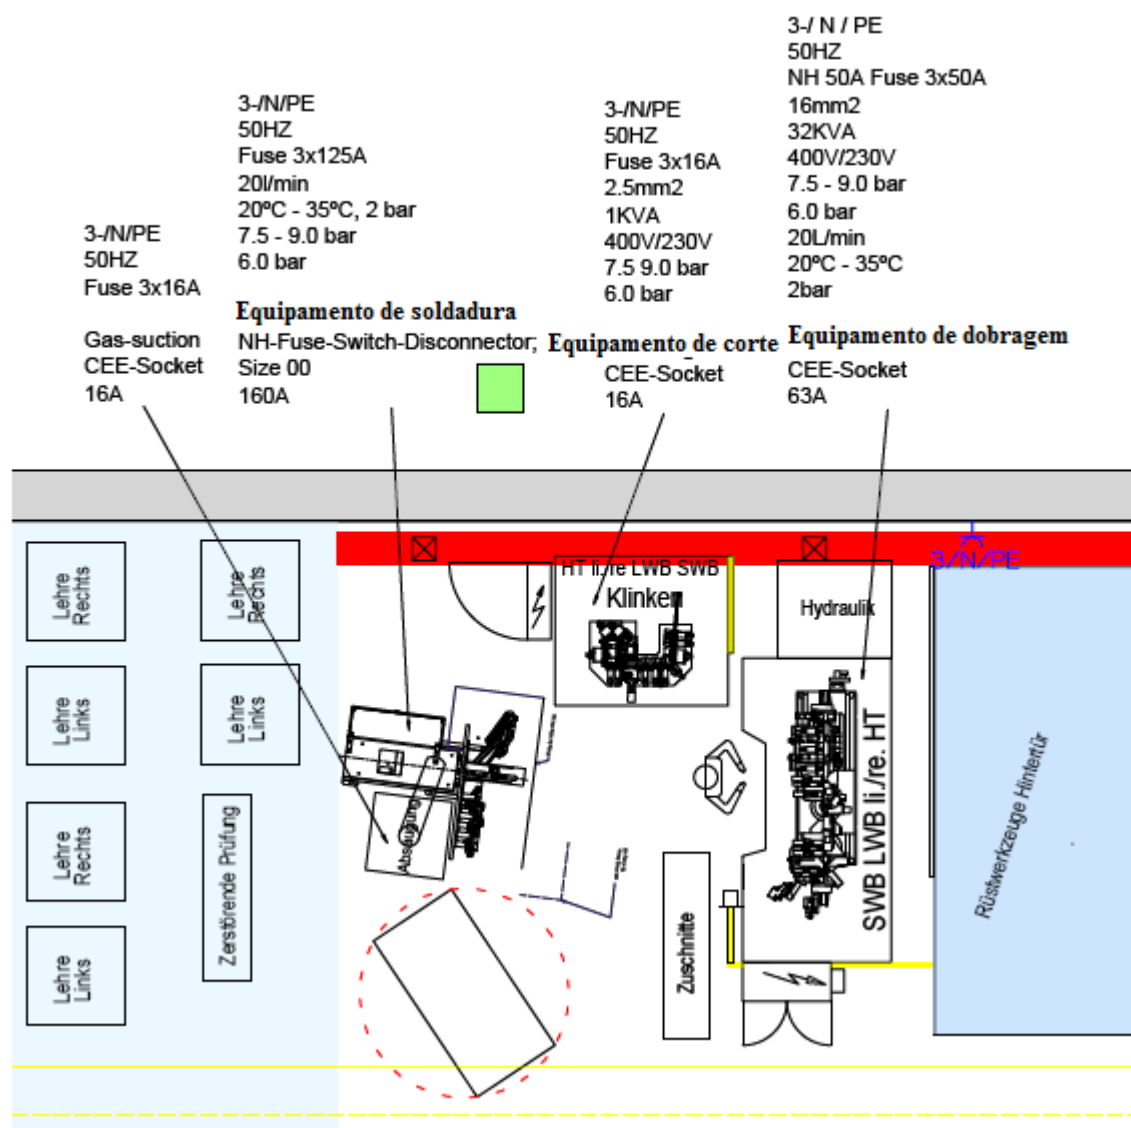 3-/N/PE
50HZ
Fuse 3x16A
Gas-suction
CEE-Socket
16A
3-/N/PE
50HZ
Fuse 3x125A
20l/min
20ºC - 35ºC, 2 bar
7.5 - 9.0 bar
6.0 bar
Equipamento de soldadura
NH-Fuse-Switch-Disconnector;
Size 00
160A
3-/N/PE
50HZ
Fuse 3x16A
2.5mm2
1KVA
400V/230V
7.5 9.0 bar
6.0 bar
Equipamento de corte
CEE-Socket
16A
3-/ N / PE
50HZ
NH 50A Fuse 3x50A
16mm2
32KVA
400V/230V
7.5 - 9.0 bar
6.0 bar
20L/min
20ºC - 35ºC
2bar
Equipamento de dobragem
CEE-Socket
63A
3/N/PE
HT li./re LWB SWB
Klinken
Hydraulik
Lehre
Rechts
Lehre
Rechts
Lehre
Links
Lehre
Links
Lehre
Rechts
Lehre
Links
Zerstörende Prüfung
Absaugung
SWB LWB li./re. HT
Zuschnitte
Rüstwerkzeuge Hintertür